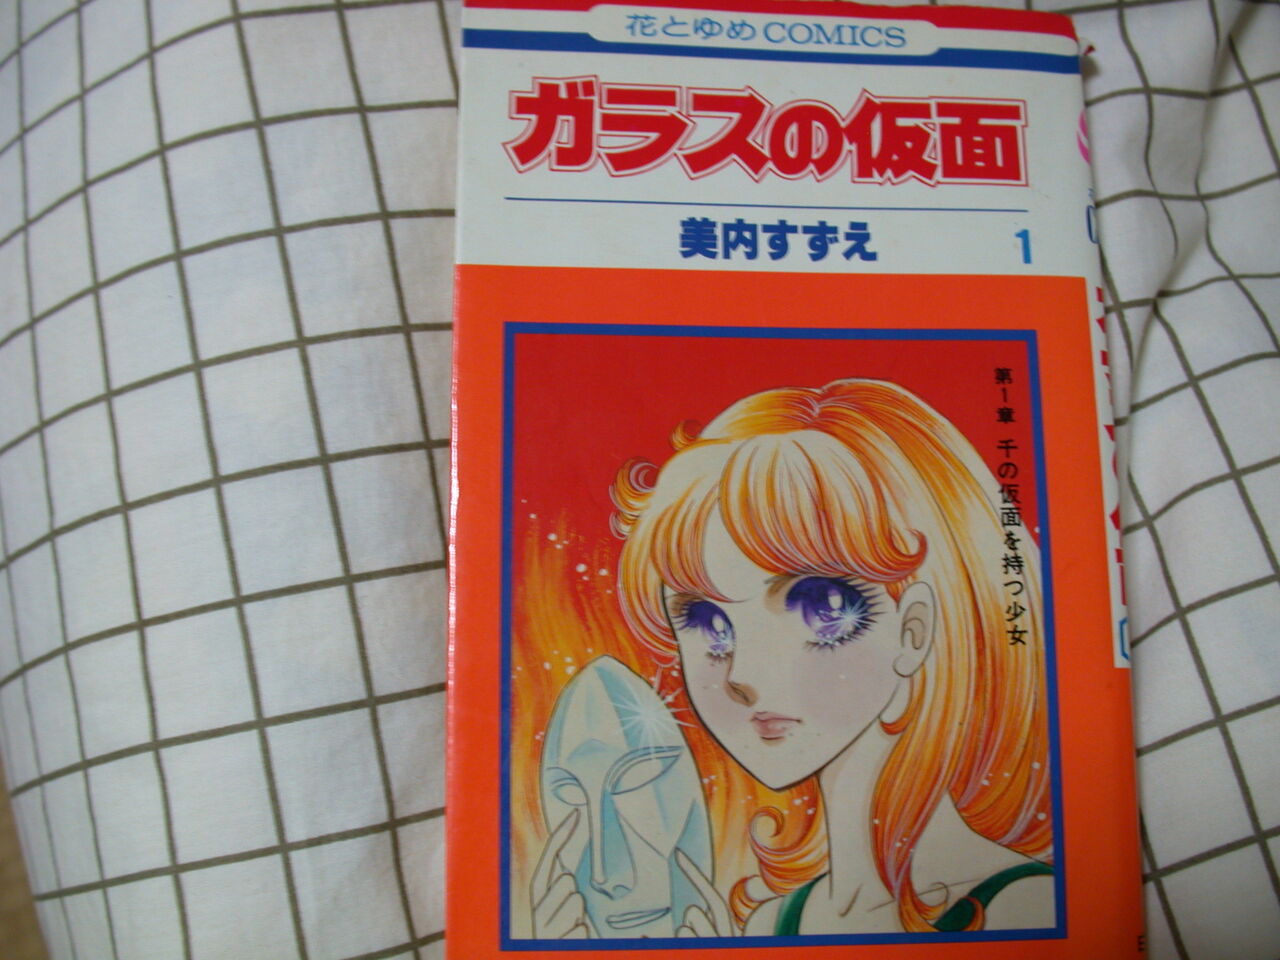 花とゆめCOMICS
ガラスの仮面
美内すずえ
1
第1章 千の仮面を持つ少女